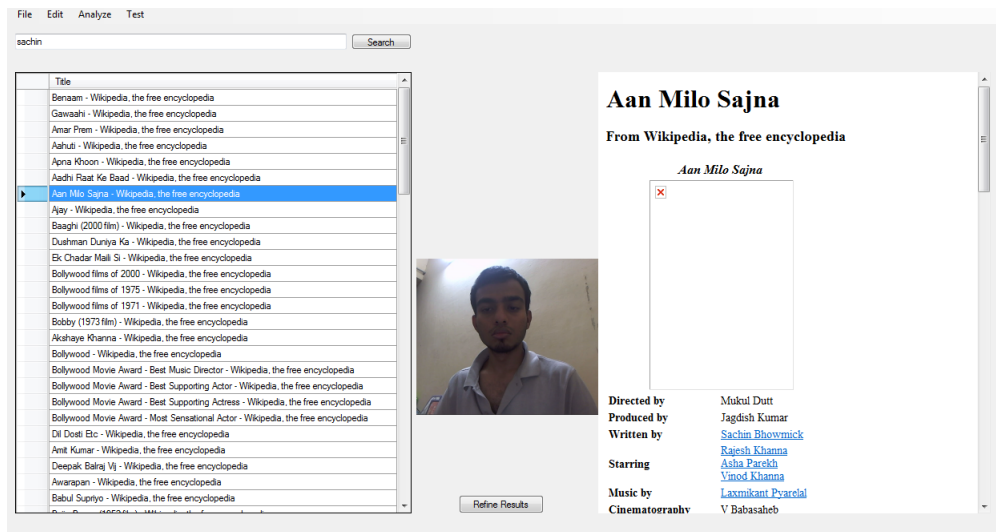 File Edit Analyze Test
sachin
Search
Title
Benaam - Wikipedia, the free encyclopedia
Gawaahi - Wikipedia, the free encyclopedia
Amar Prem - Wikipedia, the free encyclopedia
Aahuti - Wikipedia, the free encyclopedia
Apna Khoon - Wikipedia, the free encyclopedia
Aadhi Raat Ke Baad - Wikipedia, the free encyclopedia
Aan Milo Sajna - Wikipedia, the free encyclopedia
Ajay - Wikipedia, the free encyclopedia
Baaghi (2000 film) - Wikipedia, the free encyclopedia
Dushman Duniya Ka - Wikipedia, the free encyclopedia
Ek Chadar Maili Si - Wikipedia, the free encyclopedia
Bollywood films of 2000 - Wikipedia, the free encyclopedia
Bollywood films of 1975 - Wikipedia, the free encyclopedia
Bollywood films of 1971 - Wikipedia, the free encyclopedia
Bobby (1973 film) - Wikipedia, the free encyclopedia
Akshaye Khanna - Wikipedia, the free encyclopedia
Bollywood - Wikipedia, the free encyclopedia
Bollywood Movie Award - Best Music Director - Wikipedia, the free encyclopedia
Bollywood Movie Award - Best Supporting Actor - Wikipedia, the free encyclopedia
Bollywood Movie Award - Best Supporting Actress - Wikipedia, the free encyclopedia
Bollywood Movie Award - Most Sensational Actor - Wikipedia, the free encyclopedia
Dil Dosti Etc - Wikipedia, the free encyclopedia
Amit Kumar - Wikipedia, the free encyclopedia
Deepak Balraj Vij - Wikipedia, the free encyclopedia
Awarapan - Wikipedia, the free encyclopedia
Babul Supriyo - Wikipedia, the free encyclopedia
Refine Results
Aan Milo Sajna
From Wikipedia, the free encyclopedia
Aan Milo Sajna
Directed by Mukul Dutt
Produced by Jagdish Kumar
Written by Sachin Bhowmick
Rajesh Khanna
Starring Asha Parekh
Vinod Khanna
Music by Laxmikant Pyarelal
Cinematography V Babasaheb